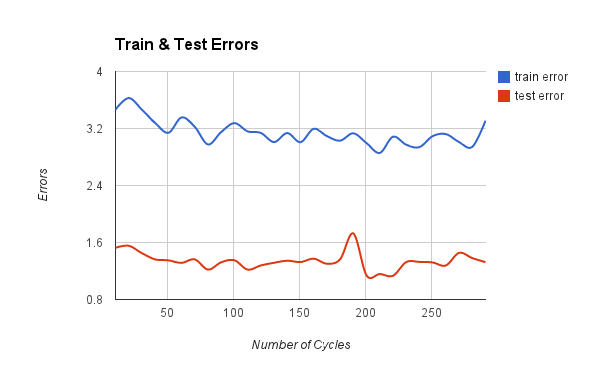 Train & Test Errors
4
3.2
2.4
1.6
0.8
Errors
50
100
150
200
250
Number of Cycles
train error
test error